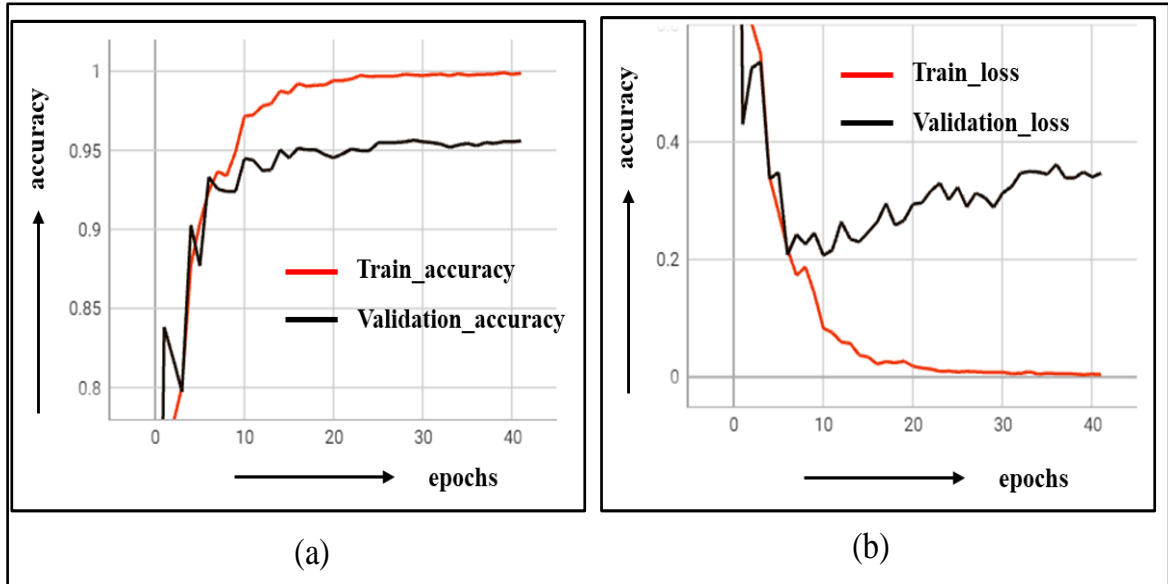 1
0.95
0.9
0.85
0.8
accuracy
Train_accuracy
Validation_accuracy
0 10 20 30 40
epochs
(a)
0.4
0.2
0
accuracy
Train_loss
Validation_loss
0 10 20 30 40
epochs
(b)